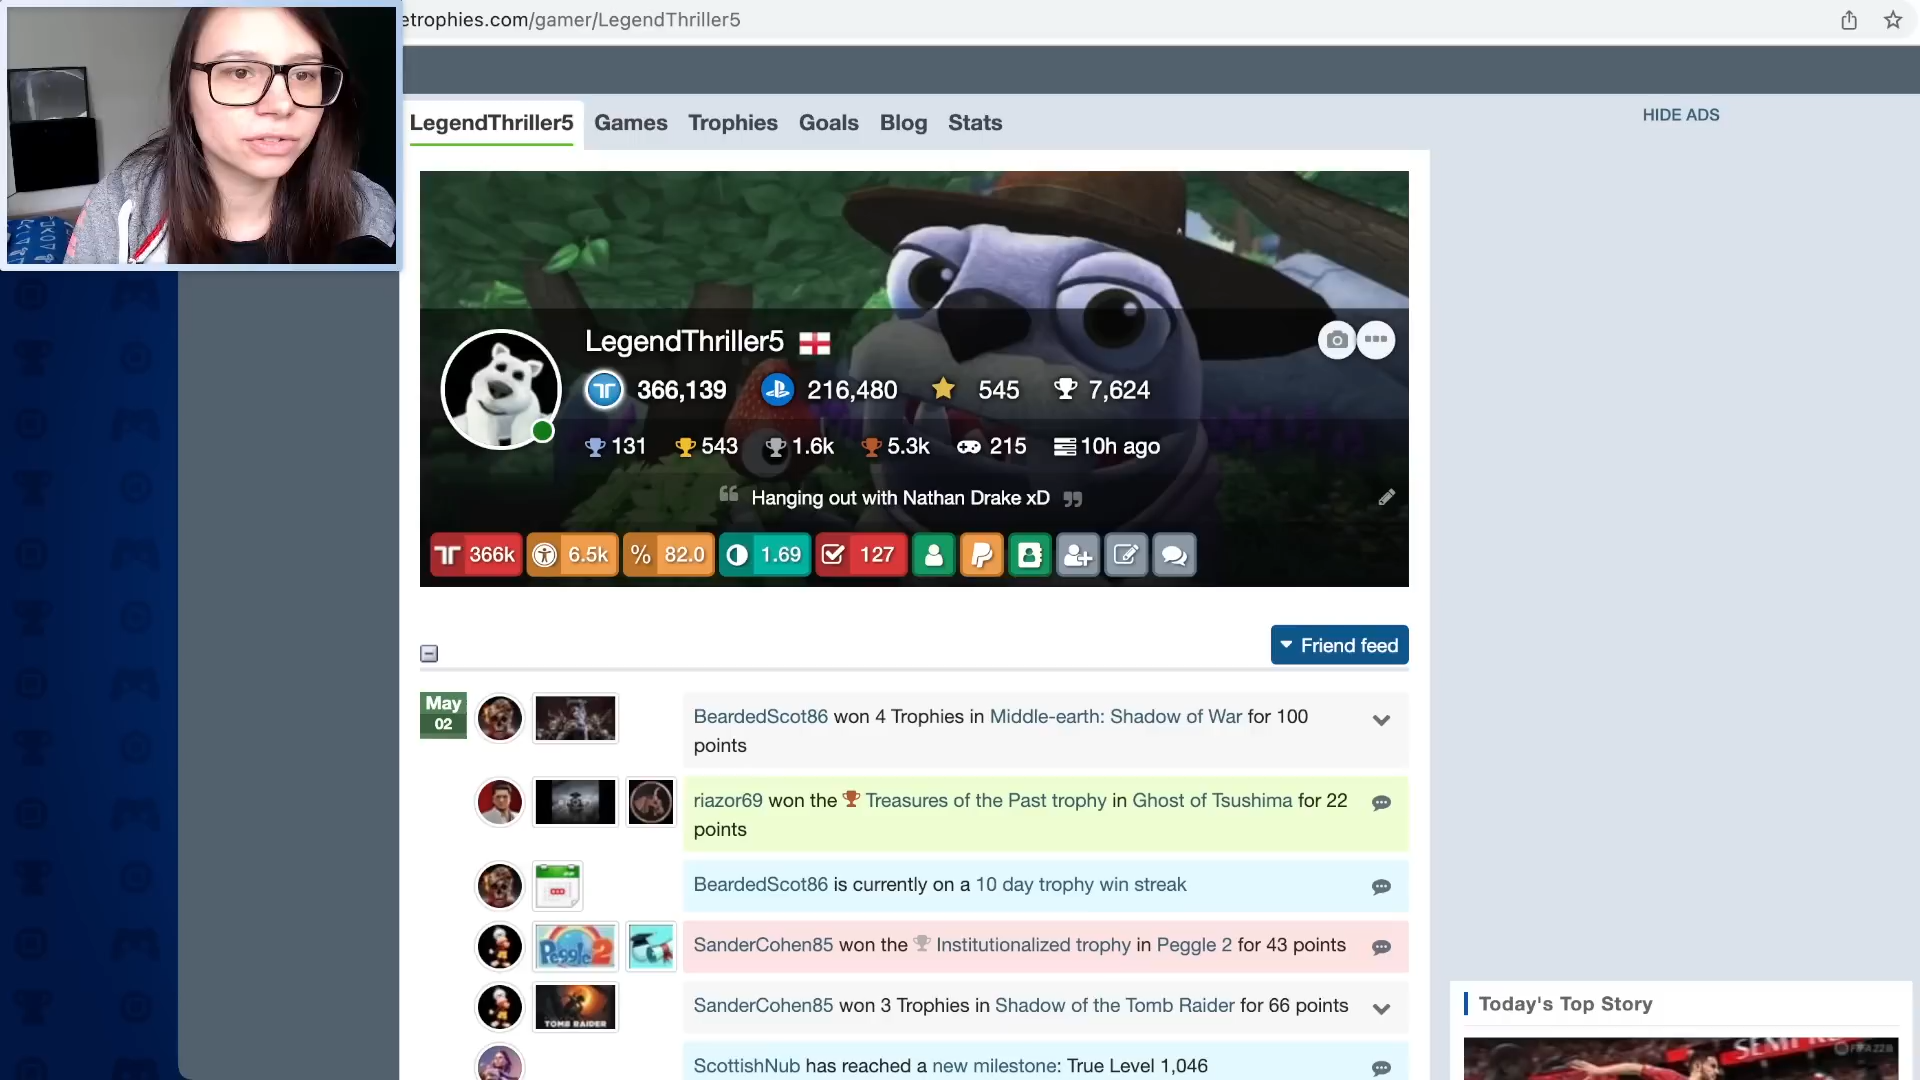 etrophies.com/gamer/LegendThriller5
LegendThriller5 Games Trophies Goals Blog Stats
HIDE ADS
LegendThriller5
366,139 216,480 545 7,624
131 543 1.6k 5.3k 215 10h ago
Hanging out with Nathan Drake xD
TT 366k 6.5k % 82.0 1.69 127
Friend feed
May
02
BeardedScot86 won 4 Trophies in Middle-earth: Shadow of War for 100
points
riazor69 won the Treasures of the Past trophy in Ghost of Tsushima for 22
points
BeardedScot86 is currently on a 10 day trophy win streak
Peggle 2
SanderCohen85 won the Institutionalized trophy in Peggle 2 for 43 points
TOMB RAIDER
SanderCohen85 won 3 Trophies in Shadow of the Tomb Raider for 66 points
ScottishNub has reached a new milestone: True Level 1,046
Today's Top Story